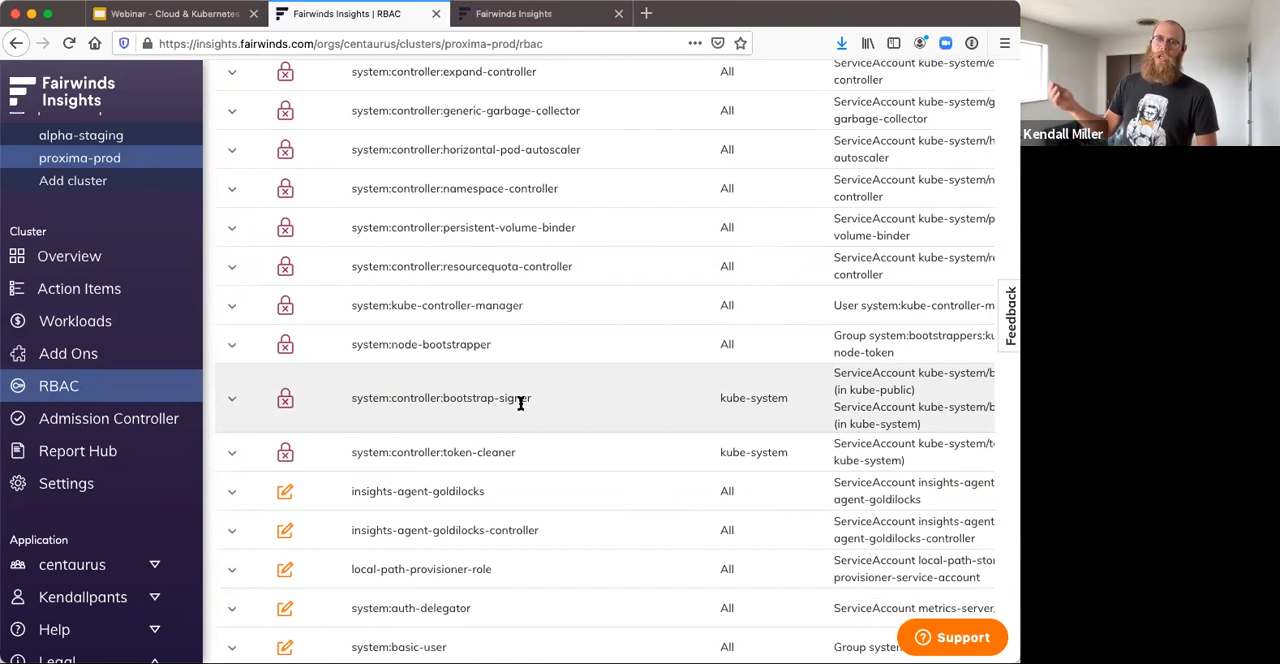 Webinar - Cloud & Kubernetes
Fairwinds Insights | RBAC
Fairwinds Insights
https://insights.fairwinds.com/orgs/centaurus/clusters/proxima-prod/rbac
Fairwinds
Insights
alpha-staging
proxima-prod
Add cluster
Cluster
Overview
Action Items
Workloads
Add Ons
RBAC
Admission Controller
Report Hub
Settings
Application
centaurus
Kendallpants
Help
Legal
system:controller:expand-controller
All
ServiceAccount kube-system/e
controller
system:controller:generic-garbage-collector
All
ServiceAccount kube-system/g
garbage-collector
system:controller:horizontal-pod-autoscaler
All
ServiceAccount kube-system/h
autoscaler
system:controller:namespace-controller
All
ServiceAccount kube-system/n
controller
system:controller:persistent-volume-binder
All
ServiceAccount kube-system/p
volume-binder
system:controller:resourcequota-controller
All
ServiceAccount kube-system/re
controller
system:kube-controller-manager
All
User system:kube-controller-m
system:node-bootstrapper
All
Group system:bootstrappers:ku
node-token
system:controller:bootstrap-signer
kube-system
ServiceAccount kube-system/b
(in kube-public)
ServiceAccount kube-system/b
(in kube-system)
system:controller:token-cleaner
kube-system
ServiceAccount kube-system/to
kube-system)
insights-agent-goldilocks
All
ServiceAccount insights-agent
agent-goldilocks
insights-agent-goldilocks-controller
All
ServiceAccount insights-agent
agent-goldilocks-controller
local-path-provisioner-role
All
ServiceAccount local-path-stor
provisioner-service-account
system:auth-delegator
All
ServiceAccount metrics-server,
system:basic-user
All
Group system
Feedback
Support
Kendall Miller